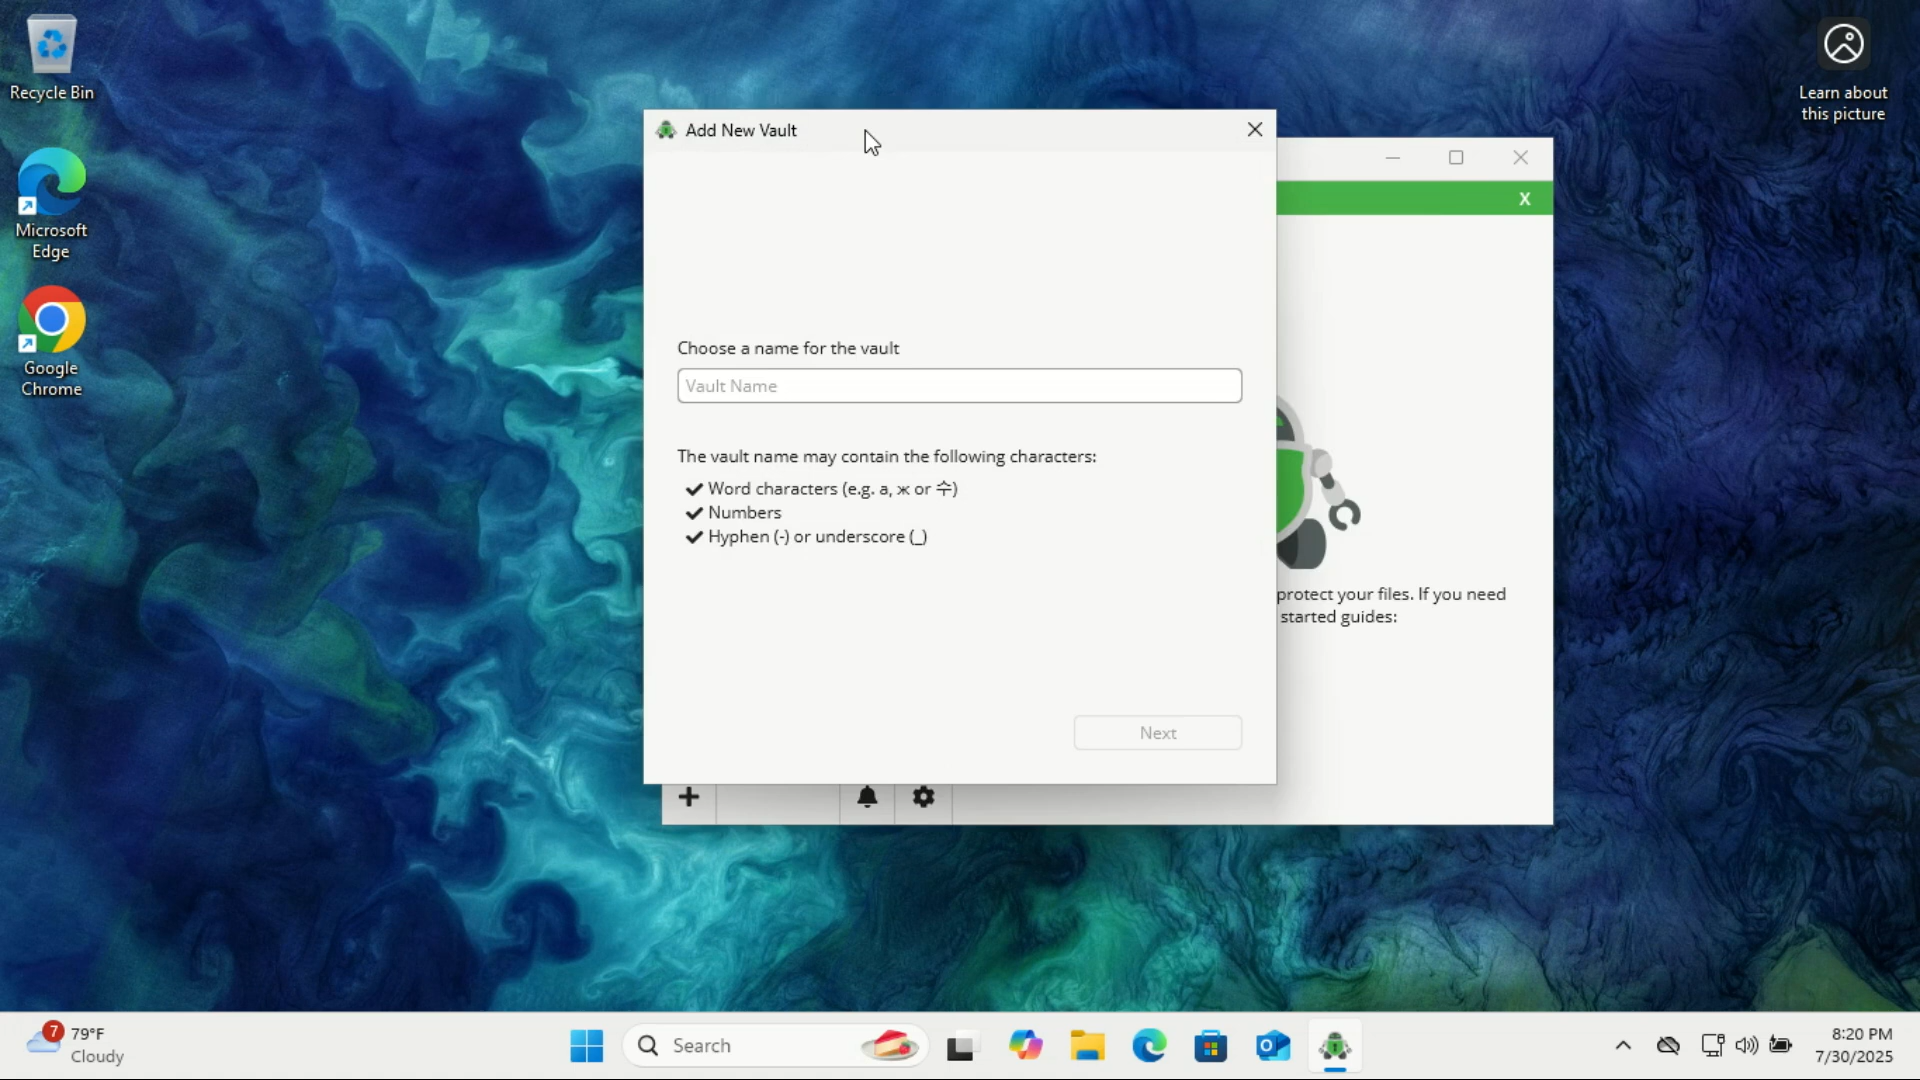 Recycle Bin
Microsoft
Edge
Google
Chrome
Learn about
this picture
Add New Vault
X
Choose a name for the vault
Vault Name
The vault name may contain the following characters:
Word characters (e.g. a, ж or 수)
Numbers
Hyphen (-) or underscore (_)
Next
protect your files. If you need
started guides:
7
79°F
Cloudy
Search
8:20 PM
7/30/2025